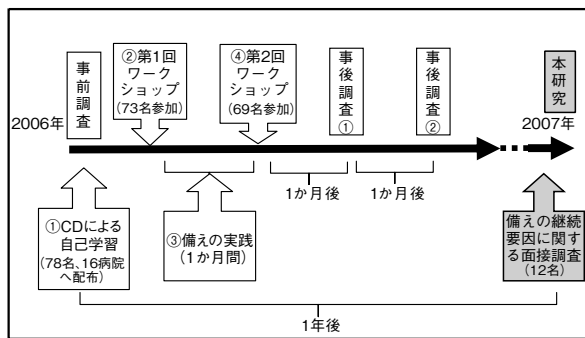 事前調査
②第1回
ワーク
ショップ
(73名参加)
④第2回
ワーク
ショップ
(69名参加)
事後調査①
事後調査②
本研究
2006年
2007年
1か月後
1か月後
①CDによる
自己学習
(78名、16病院
へ配布)
③備えの実践
(1か月間)
備えの継続
要因に関す
る面接調査
(12名)
1年後